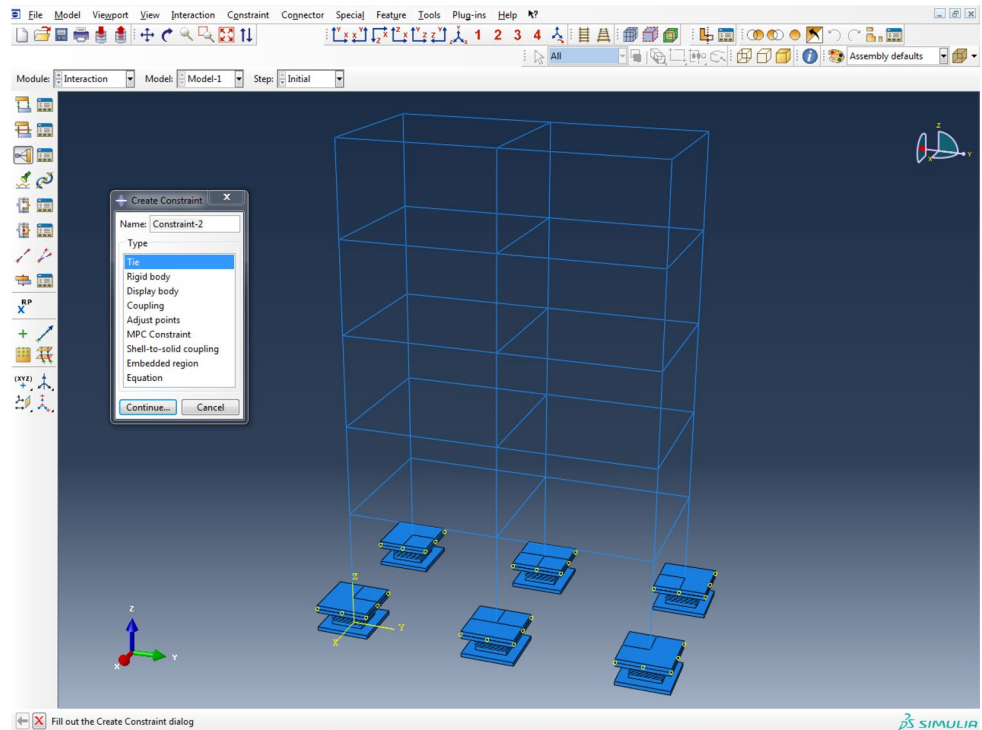 File Model Viewport View Interaction Constraint Connector Special Feature Tools Plug-ins Help
1 2 3 4
All
Assembly defaults
Module: Interaction Model: Model-1 Step: Initial
Create Constraint
Name: Constraint-2
Type
Tie
Rigid body
Display body
Coupling
Adjust points
MPC Constraint
Shell-to-solid coupling
Embedded region
Equation
Continue... Cancel
RP
(XYZ)
Z
Y
X
Z
Y
X
Z
Y
X
Fill out the Create Constraint dialog
SIMULIA